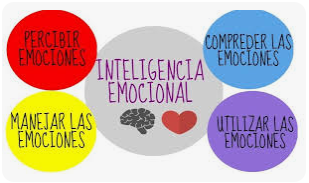 PERCIBIR
EMOCIONES
COMPREDER LAS
EMOCIONES
INTELIGENCIA
EMOCIONAL
MANEJAR LAS
EMOCIONES
UTILIZAR LAS
EMOCIONES